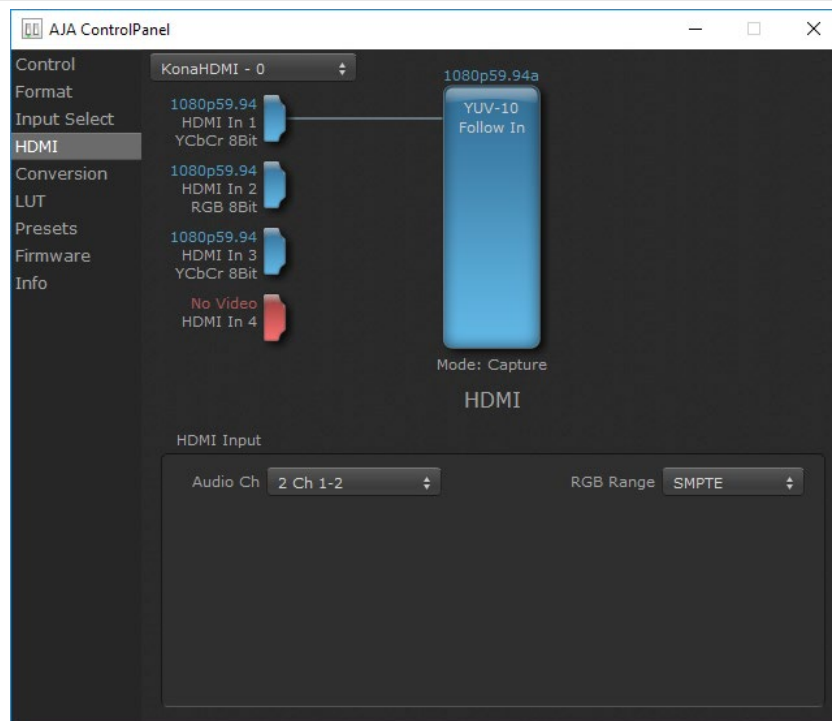 AJA ControlPanel
Control
Format
Input Select
HDMI
Conversion
LUT
Presets
Firmware
Info
KonaHDMI - 0
1080p59.94
HDMI In 1
YCbCr 8Bit
1080p59.94
HDMI In 2
RGB 8Bit
1080p59.94
HDMI In 3
YCbCr 8Bit
No Video
HDMI In 4
1080p59.94a
YUV-10
Follow In
Mode: Capture
HDMI
HDMI Input
Audio Ch 2 Ch 1-2 RGB Range SMPTE